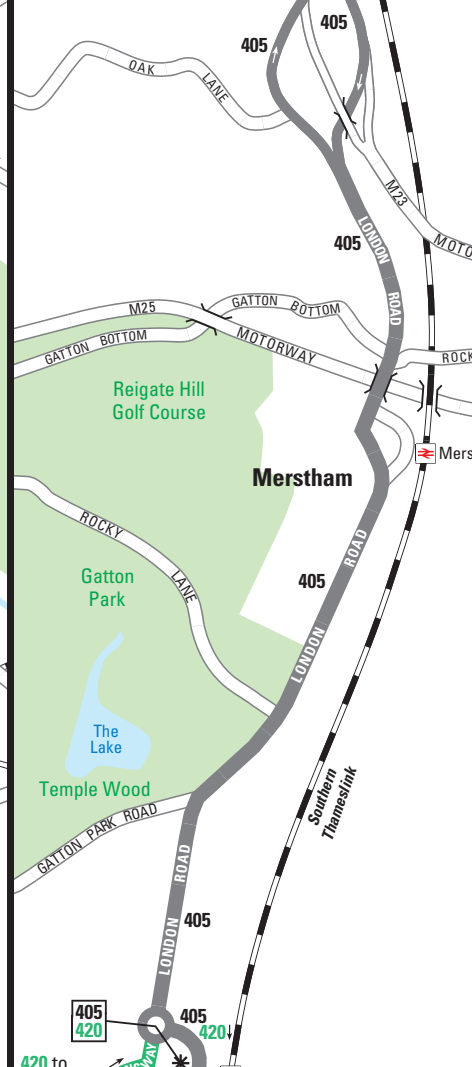 405
405
OAK
LANE
M23
MOTO
405
LONDON
ROAD
M25
GATTON
BOTTOM
GATTON
BOTTOM
MOTORWAY
ROCK
Reigate Hill
Golf Course
Mers
Merstham
ROCKY
LANE
ROAD
405
LONDON
Gatton
Park
The
Lake
Temple Wood
Southern
Thameslink
GATTON PARK ROAD
ROAD
405
LONDON
405
420
405
420
WAY
420 to